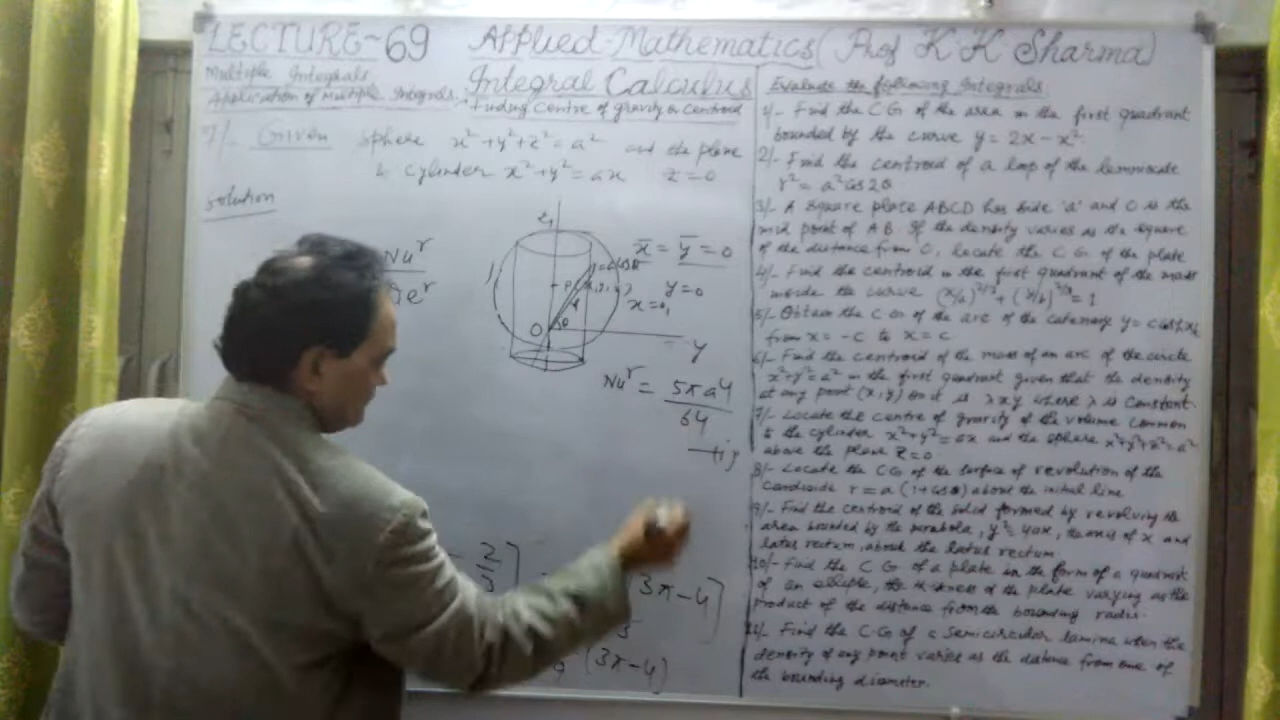 LECTURE-69 Applied-Mathematics (Prof K K Sharma)
Multiple Integrals Integral Calculus
Application of Multiple Integrals, Finding Centre of gravity or Centroid
7/- Given sphere x²+y²+z²=a² and the plane
& cylinder x²+y²=ax z=0
Solution
Nuʳ
Deʳ
z
x̄ = ȳ = 0
r=a cosθ
P(x,y,z)
y=0
x=0,
r
O θ
y
Nuʳ = 5πa⁴
64
→(i)
- 2
3 ]
3π-4 ]
(3π-4)
9
Evaluate the following Integrals
1/- Find the C G of the area in the first quadrant
bounded by the curve y = 2x - x²
2/- Find the centroid of a loop of the lemniscate
r² = a² cos 2θ
3/- A square plate ABCD has side 'a' and O is the
mid point of AB. If the density varies as the square
of the distance from O, locate the C G of the plate
4/- Find the centroid in the first quadrant of the mass
inside the curve (x/a)^2/3 + (y/b)^2/3 = 1
5/- Obtain the C G of the arc of the catenary y = c cosh x/c
from x = -c to x = c
6/- Find the centroid of the mass of an arc of the circle
x²+y²=a² in the first quadrant given that the density
at any point (x,y) on it is λxy where λ is constant
7/- Locate the centre of gravity of the volume common
to the cylinder x²+y²=ax and the sphere x²+y²+z²=a²
above the plane z=0
8/- Locate the CG of the surface of revolution of the
Cardioide r = a (1+cosθ) about the initial line
9/- Find the centroid of the solid formed by revolving the
area bounded by the parabola, y²=4ax, the axis of x and
latus rectum, about the latus rectum
10/- Find the C G of a plate in the form of a quadrant
of an ellipse, the thickness of the plate varying as the
product of the distance from the bounding radii.
11/- Find the C.G of a semicircular lamina when the
density of any point varies as the distance from one of
the bounding diameter.